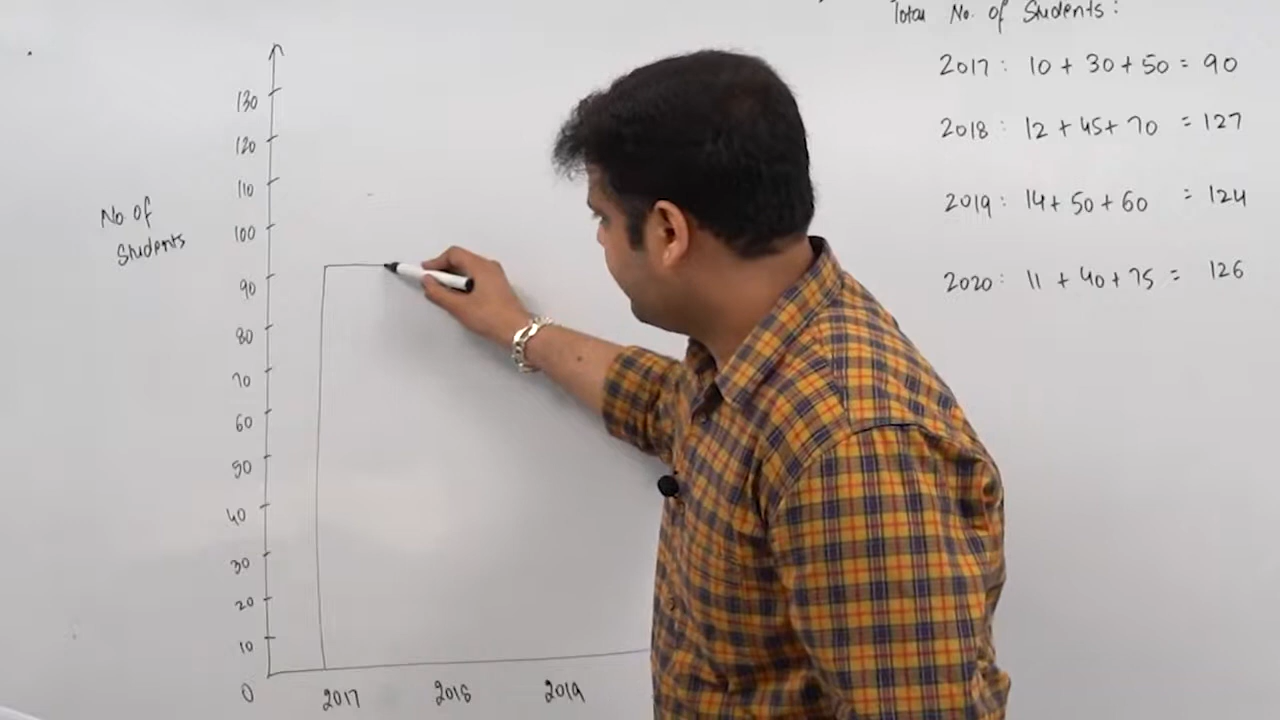 Total No. of Students :
2017 : 10 + 30 + 50 = 90
2018 : 12 + 45 + 70 = 127
2019 : 14 + 50 + 60 = 124
2020 : 11 + 40 + 75 = 126
130
120
110
No. of
Students
100
90
80
70
60
50
40
30
20
10
0
2017 2018 2019